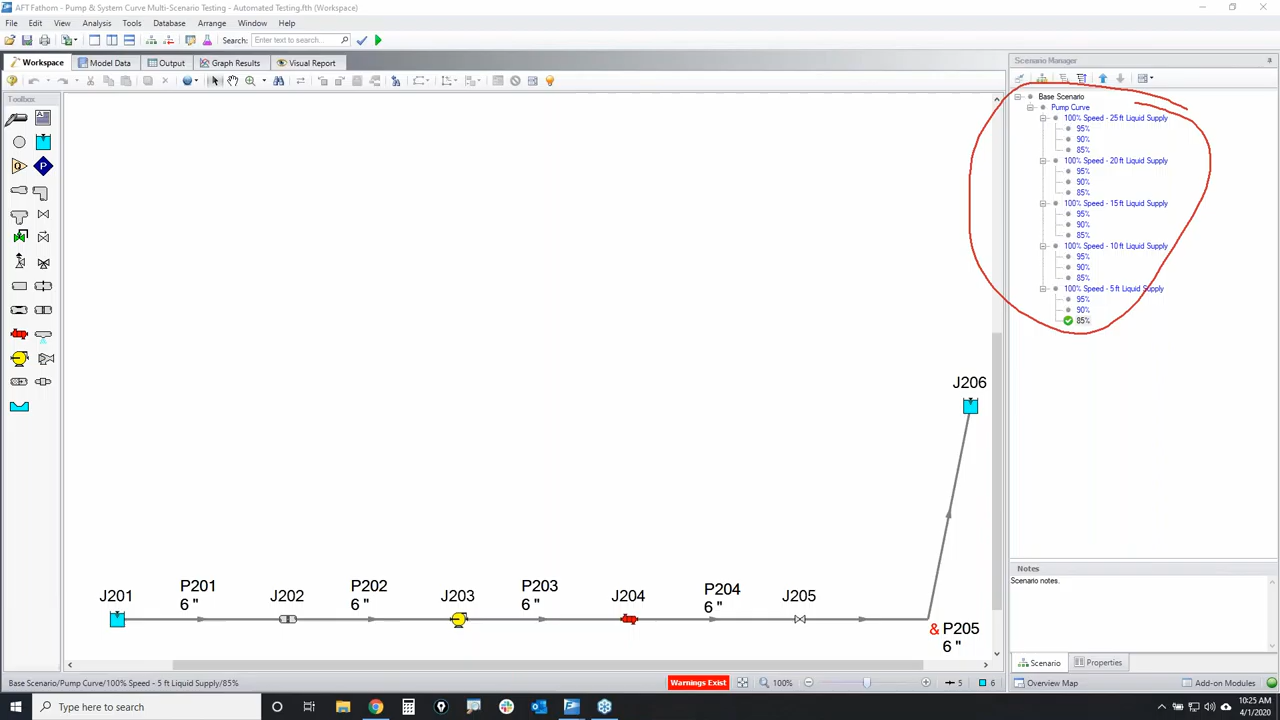 AFT Fathom - Pump & System Curve Multi-Scenario Testing - Automated Testing.fth (Workspace)
File Edit View Analysis Tools Database Arrange Window Help
Search: Enter text to search...
Workspace Model Data Output Graph Results Visual Report
Toolbox
Scenario Manager
Base Scenario
Pump Curve
100% Speed - 25 ft Liquid Supply
95%
90%
85%
100% Speed - 20 ft Liquid Supply
95%
90%
85%
100% Speed - 15 ft Liquid Supply
95%
90%
85%
100% Speed - 10 ft Liquid Supply
95%
90%
85%
100% Speed - 5 ft Liquid Supply
95%
90%
85%
J206
J201 P201 6 " J202 P202 6 " J203 P203 6 " J204 P204 6 " J205
& P205
6 "
Notes
Scenario notes.
Scenario Properties
Base Scenario/Pump Curve/100% Speed - 5 ft Liquid Supply/85% Warnings Exist 100% 5 6 Overview Map Add-on Modules
Type here to search
10:25 AM
4/1/2020